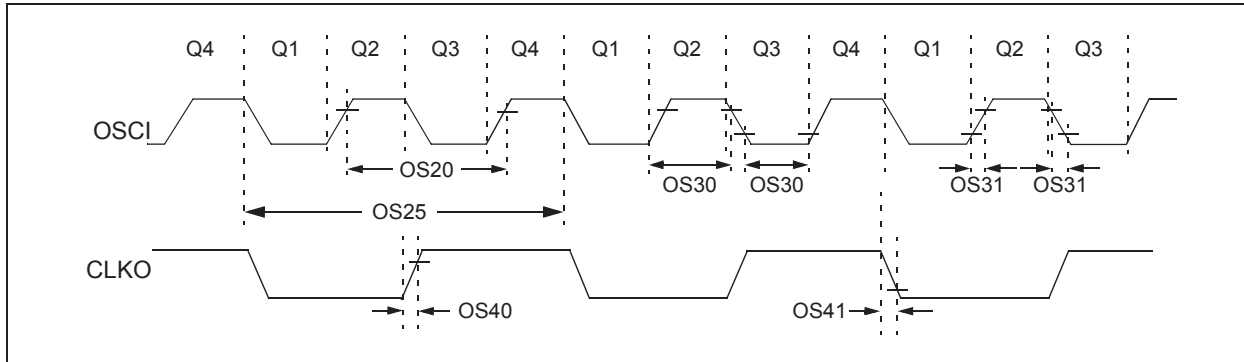 Q4 Q1 Q2 Q3 Q4 Q1 Q2 Q3 Q4 Q1 Q2 Q3
OSCI
OS20
OS30 OS30
OS31 OS31
OS25
CLKO
OS40
OS41